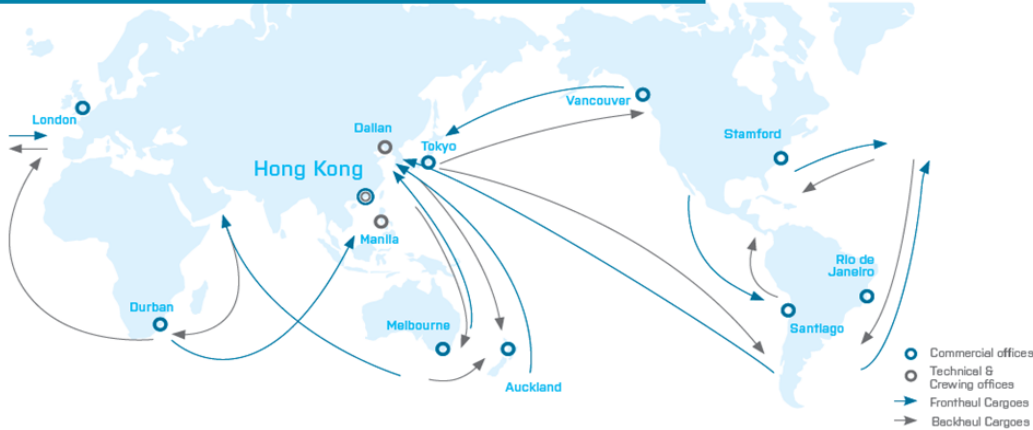 London
Dalian
Tokyo
Vancouver
Stamford
Hong Kong
Manila
Rio de
Janeiro
Durban
Melbourne
Santiago
Auckland
Commercial offices
Technical &
Crewing offices
Fronthaul Cargoes
Backhaul Cargoes